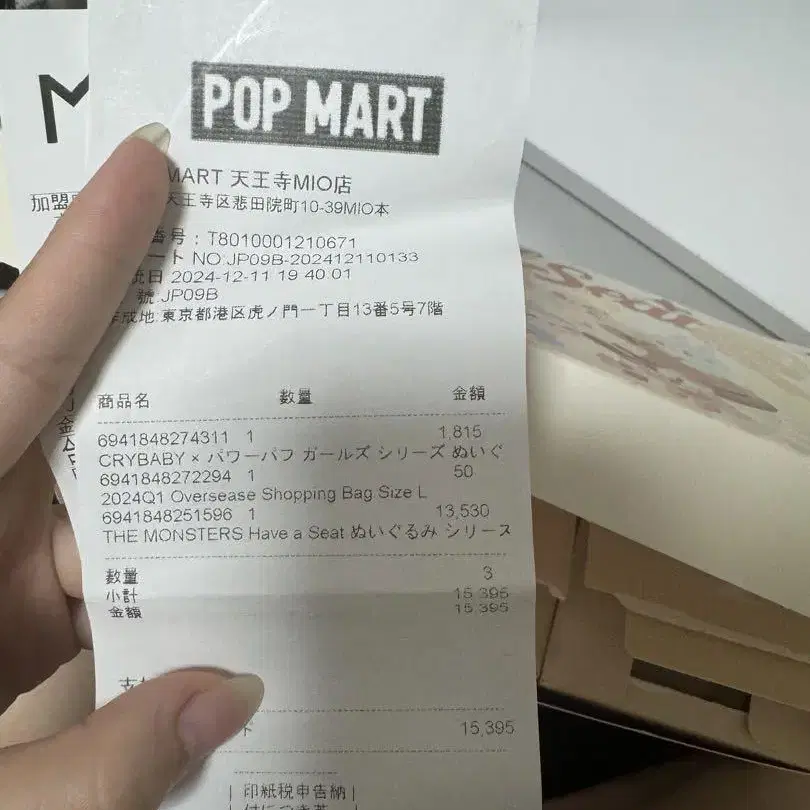 POP MART
MART 天王寺MIO店
天王寺区悲田院町10-39MIO本
番号：T8010001210671
ート NO:JP09B-202412110133
日 2024-12-11 19 40:01
號 JP09B
作成地:東京都港区虎ノ門一丁目13番5号7階
商品名 数量 金額
6941848274311 1 1,815
CRYBABY × パワーパフ ガールズ シリーズ ぬいぐ
6941848272294 1 50
2024Q1 Oversease Shopping Bag Size L
6941848251596 1 13,530
THE MONSTERS Have a Seat ぬいぐるみ シリース
数量 3
小計 15,395
金額 15,395
支
ド 15,395
印紙税申告納
加盟
Seat